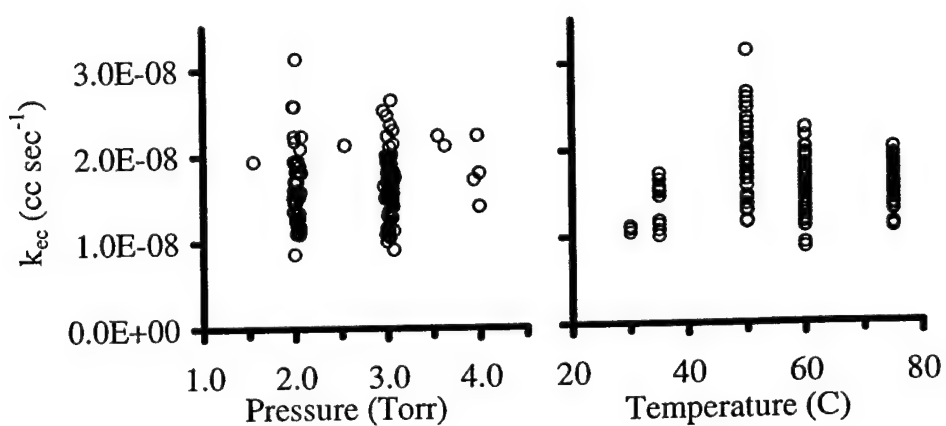 3.0E-08
2.0E-08
1.0E-08
0.0E+00
k_ec (cc sec⁻¹)
1.0 2.0 3.0 4.0
Pressure (Torr)
20 40 60 80
Temperature (C)